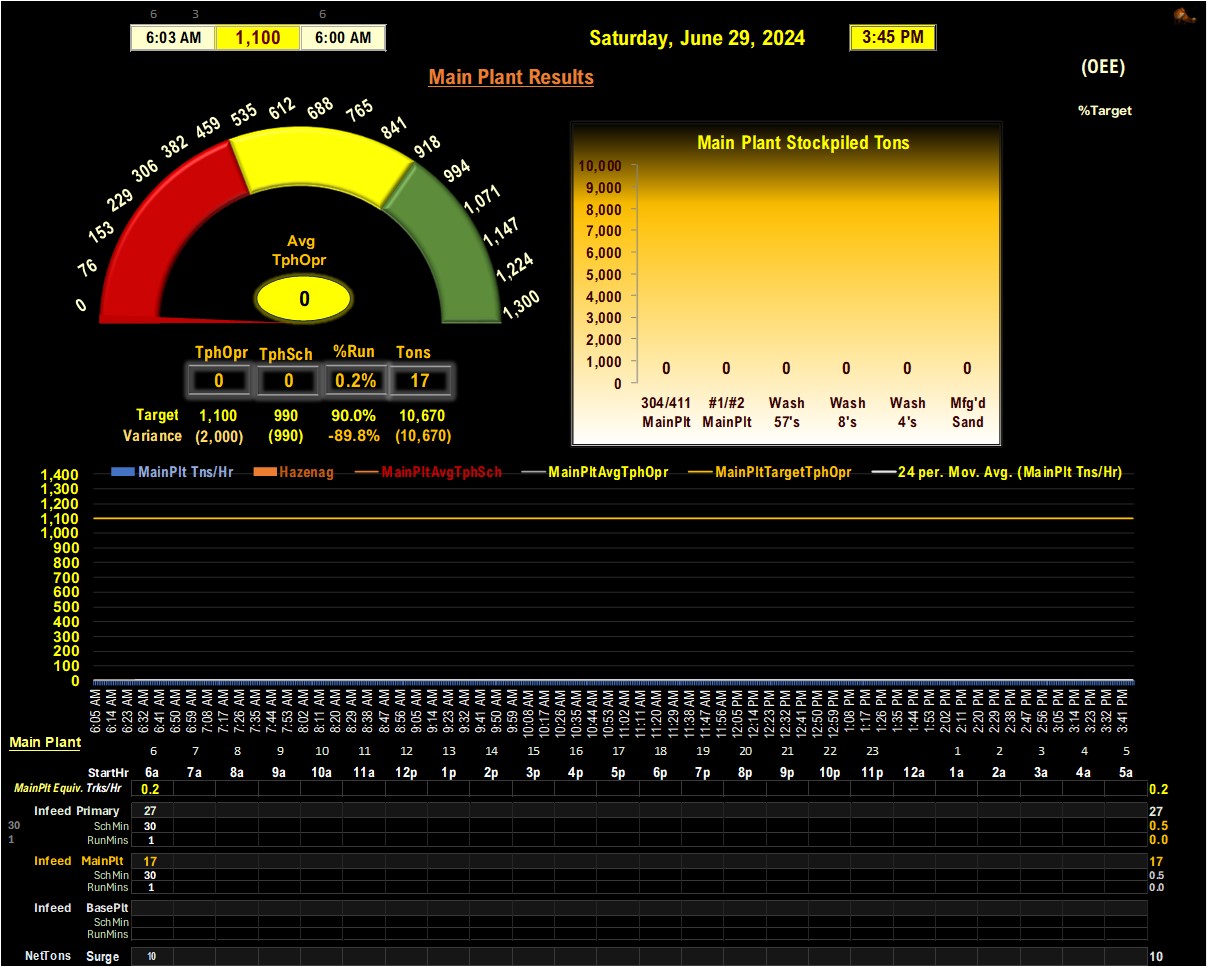 6 3 6
6:03 AM 1,100 6:00 AM
Saturday, June 29, 2024
3:45 PM
(OEE)
%Target
Main Plant Results
0
76
153
229
306
382
459
535
612
688
765
841
918
994
1,071
1,147
1,224
1,300
Avg
TphOpr
0
TphOpr TphSch %Run Tons
0 0 0.2% 17
Target 1,100 990 90.0% 10,670
Variance (2,000) (990) -89.8% (10,670)
Main Plant Stockpiled Tons
10,000
9,000
8,000
7,000
6,000
5,000
4,000
3,000
2,000
1,000
0
0 0 0 0 0 0
304/411 #1/#2 Wash Wash Wash Mfg'd
MainPlt MainPlt 57's 8's 4's Sand
MainPlt Tns/Hr Hazenag MainPltAvgTphSch MainPltAvgTphOpr MainPltTargetTphOpr 24 per. Mov. Avg. (MainPlt Tns/Hr)
1,400
1,300
1,200
1,100
1,000
900
800
700
600
500
400
300
200
100
0
6:05 AM 6:14 AM 6:23 AM 6:32 AM 6:41 AM 6:50 AM 6:59 AM 7:08 AM 7:17 AM 7:26 AM 7:35 AM 7:44 AM 7:53 AM 8:02 AM 8:11 AM 8:20 AM 8:29 AM 8:38 AM 8:47 AM 8:56 AM 9:05 AM 9:14 AM 9:23 AM 9:32 AM 9:41 AM 9:50 AM 9:59 AM 10:08 AM 10:17 AM 10:26 AM 10:35 AM 10:44 AM 10:53 AM 11:02 AM 11:11 AM 11:20 AM 11:29 AM 11:38 AM 11:47 AM 11:56 AM 12:05 PM 12:14 PM 12:23 PM 12:32 PM 12:41 PM 12:50 PM 12:59 PM 1:08 PM 1:17 PM 1:26 PM 1:35 PM 1:44 PM 1:53 PM 2:02 PM 2:11 PM 2:20 PM 2:29 PM 2:38 PM 2:47 PM 2:56 PM 3:05 PM 3:14 PM 3:23 PM 3:32 PM 3:41 PM
Main Plant
6 7 8 9 10 11 12 13 14 15 16 17 18 19 20 21 22 23 1 2 3 4 5
StartHr 6a 7a 8a 9a 10a 11a 12p 1p 2p 3p 4p 5p 6p 7p 8p 9p 10p 11p 12a 1a 2a 3a 4a 5a
MainPlt Equiv. Trks/Hr 0.2 0.2
Infeed Primary 27 27
30 SchMin 30 0.5
1 RunMins 1 0.0
Infeed MainPlt 17 17
SchMin 30 0.5
RunMins 1 0.0
Infeed BasePlt
SchMin
RunMins
NetTons Surge 10 10